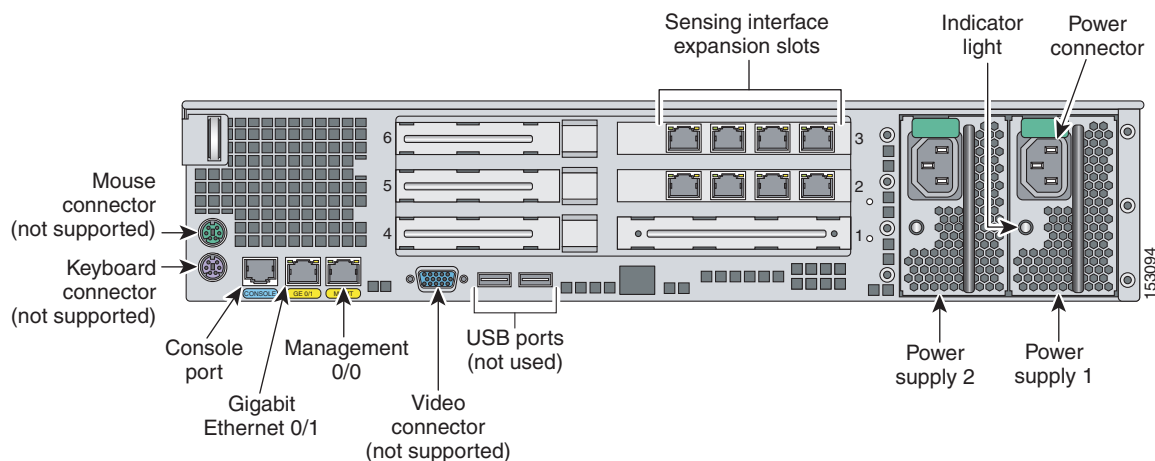 Sensing interface
expansion slots
Indicator
light
Power
connector
6
5
4
3
2
1
Mouse
connector
(not supported)
Keyboard
connector
(not supported)
CONSOLE
GE 0/1
Console
port
Gigabit
Ethernet 0/1
Management
0/0
Video
connector
(not supported)
USB ports
(not used)
Power
supply 2
Power
supply 1
153094